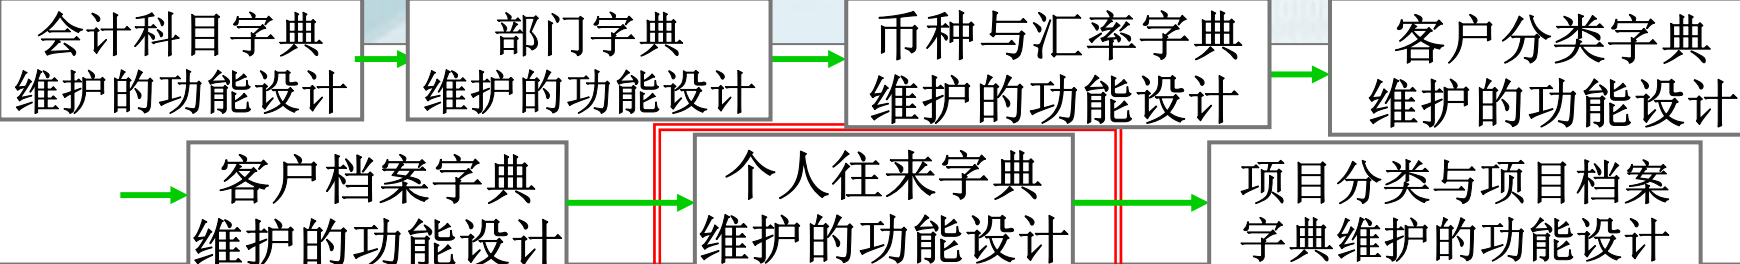 会计科目字典
维护的功能设计
部门字典
维护的功能设计
币种与汇率字典
维护的功能设计
客户分类字典
维护的功能设计
客户档案字典
维护的功能设计
个人往来字典
维护的功能设计
项目分类与项目档案
字典维护的功能设计